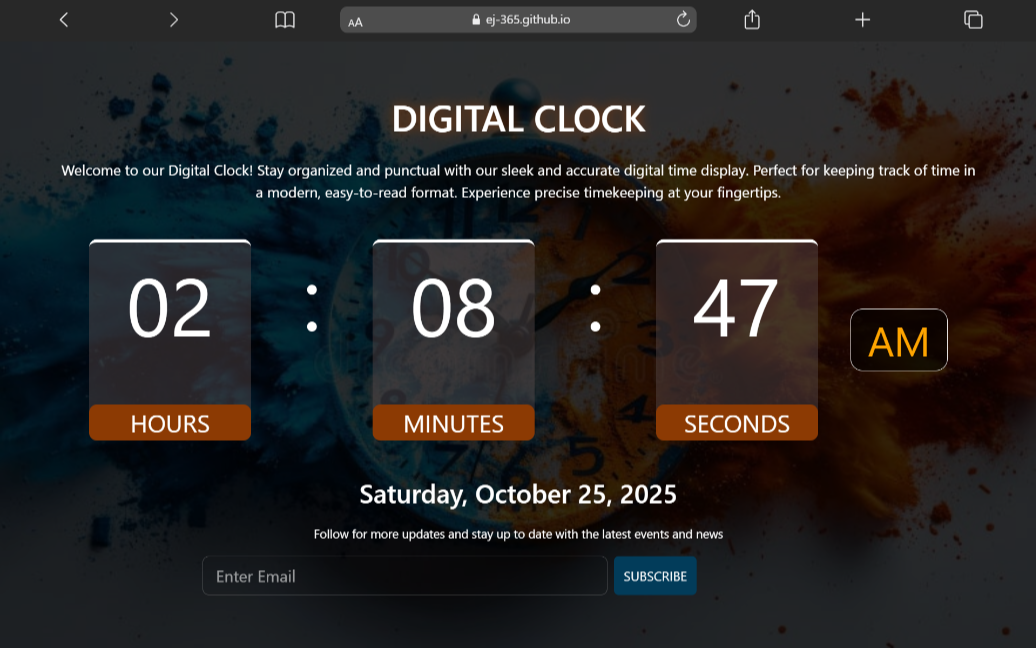 AA
ej-365.github.io
DIGITAL CLOCK
Welcome to our Digital Clock! Stay organized and punctual with our sleek and accurate digital time display. Perfect for keeping track of time in
a modern, easy-to-read format. Experience precise timekeeping at your fingertips.
02 : 08 : 47
AM
HOURS MINUTES SECONDS
Saturday, October 25, 2025
Follow for more updates and stay up to date with the latest events and news
Enter Email SUBSCRIBE